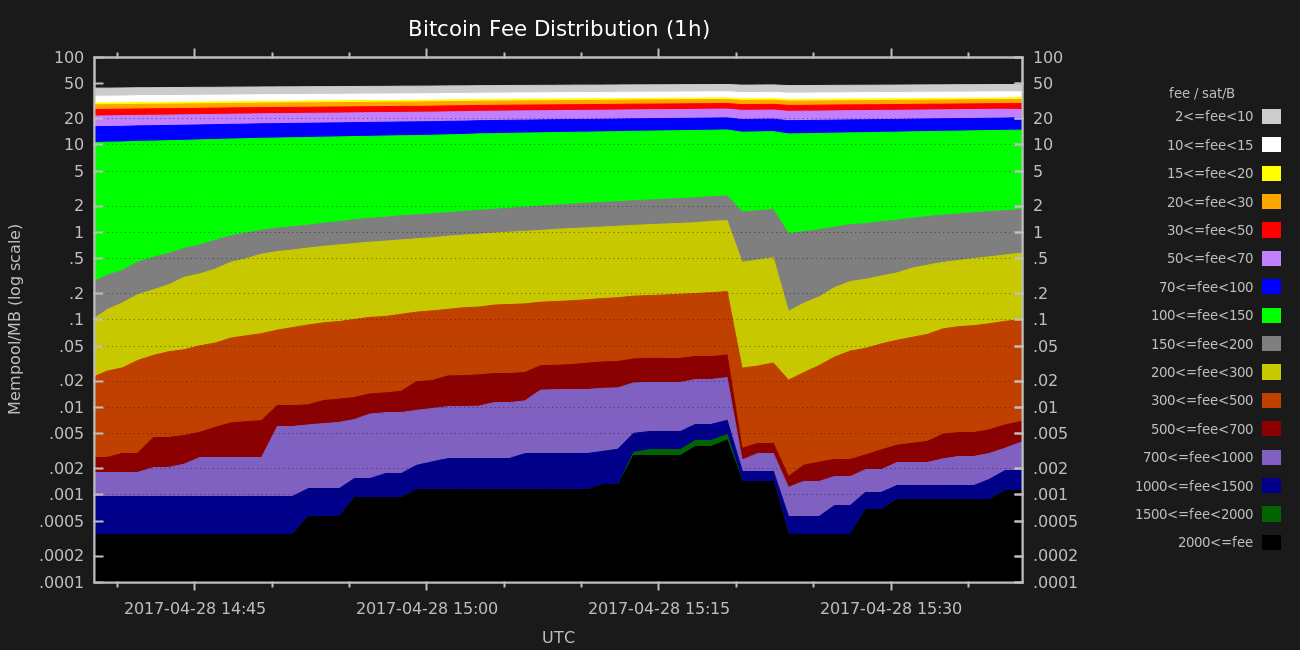 Bitcoin Fee Distribution (1h)
Mempool/MB (log scale)
100
50
20
10
5
2
1
.5
.2
.1
.05
.02
.01
.005
.002
.001
.0005
.0002
.0001
100
50
20
10
5
2
1
.5
.2
.1
.05
.02
.01
.005
.002
.001
.0005
.0002
.0001
2017-04-28 14:45
2017-04-28 15:00
2017-04-28 15:15
2017-04-28 15:30
UTC
fee / sat/B
2<=fee<10
10<=fee<15
15<=fee<20
20<=fee<30
30<=fee<50
50<=fee<70
70<=fee<100
100<=fee<150
150<=fee<200
200<=fee<300
300<=fee<500
500<=fee<700
700<=fee<1000
1000<=fee<1500
1500<=fee<2000
2000<=fee